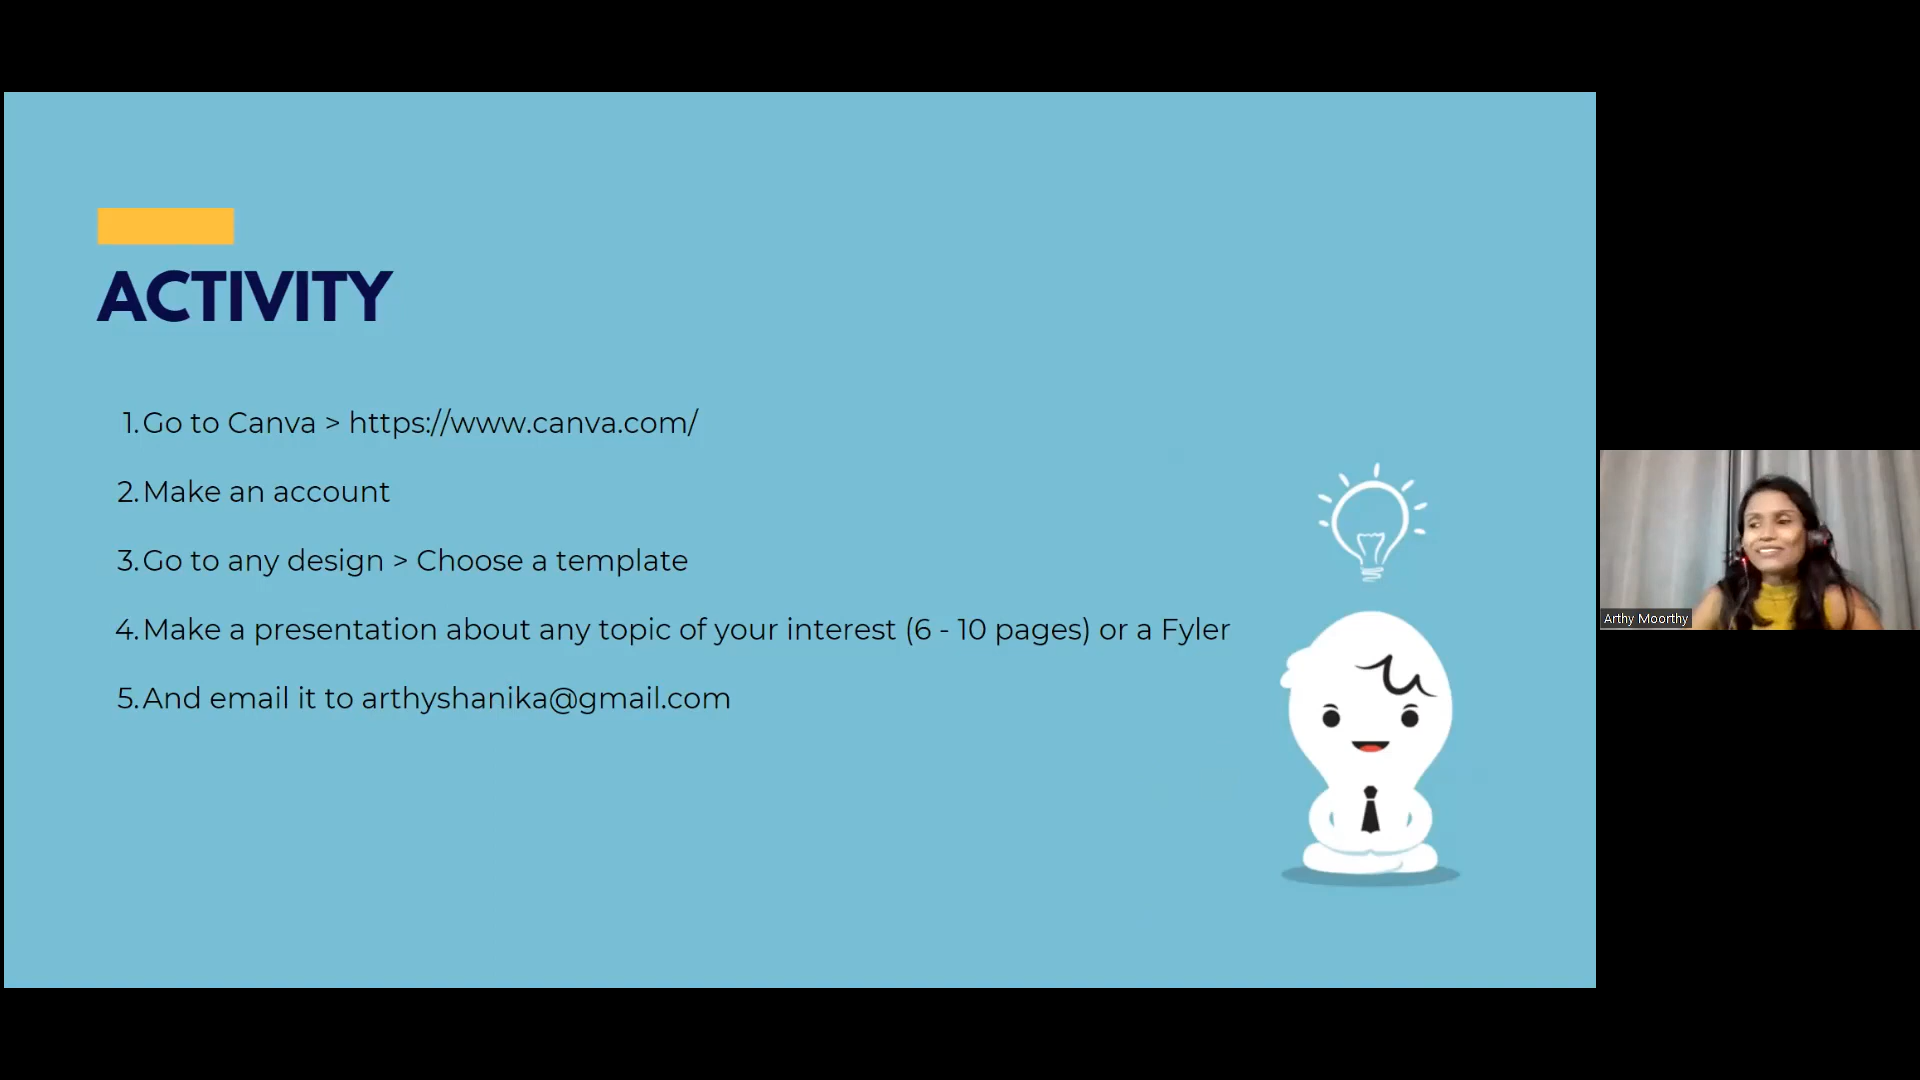 ACTIVITY
1. Go to Canva > https://www.canva.com/
2. Make an account
3. Go to any design > Choose a template
4. Make a presentation about any topic of your interest (6 - 10 pages) or a Fyler
5. And email it to arthyshanika@gmail.com
Arthy Moorthy